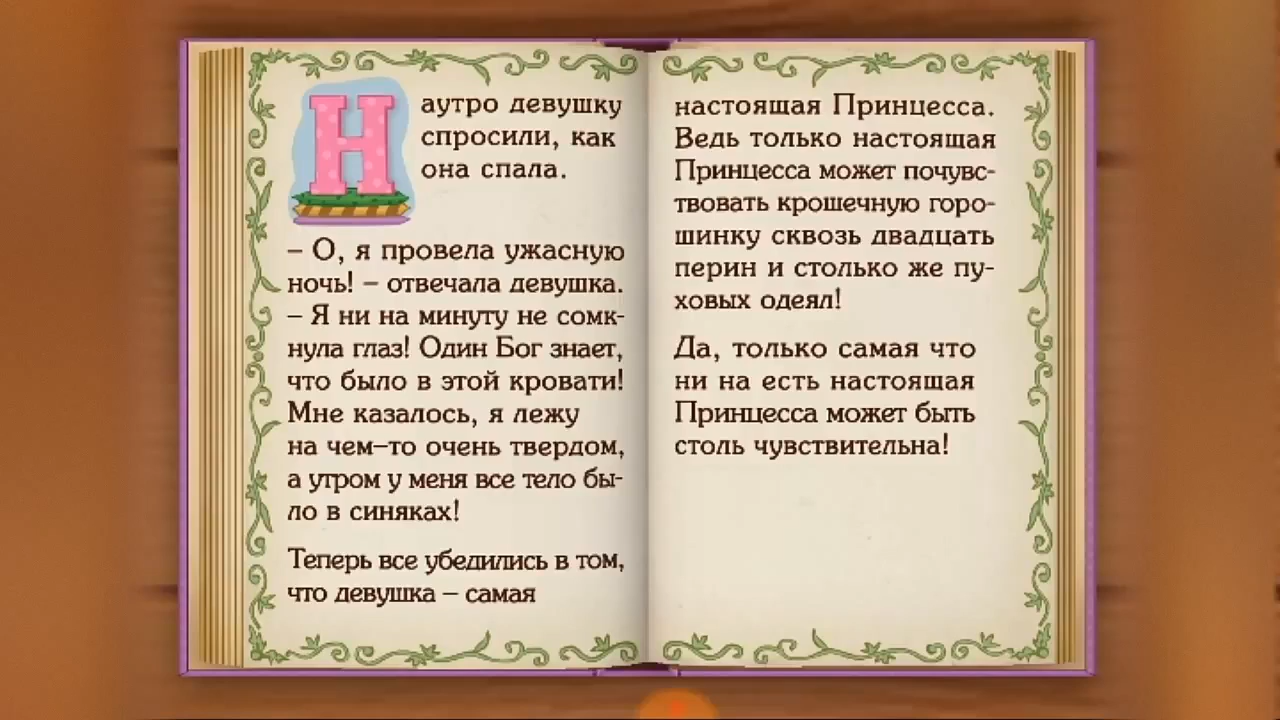 Наутро девушку
спросили, как
она спала.
– О, я провела ужасную
ночь! – отвечала девушка.
– Я ни на минуту не сомк-
нула глаз! Один Бог знает,
что было в этой кровати!
Мне казалось, я лежу
на чем–то очень твердом,
а утром у меня все тело бы-
ло в синяках!
Теперь все убедились в том,
что девушка – самая
настоящая Принцесса.
Ведь только настоящая
Принцесса может почувс-
твовать крошечную горо-
шинку сквозь двадцать
перин и столько же пу-
ховых одеял!
Да, только самая что
ни на есть настоящая
Принцесса может быть
столь чувствительна!